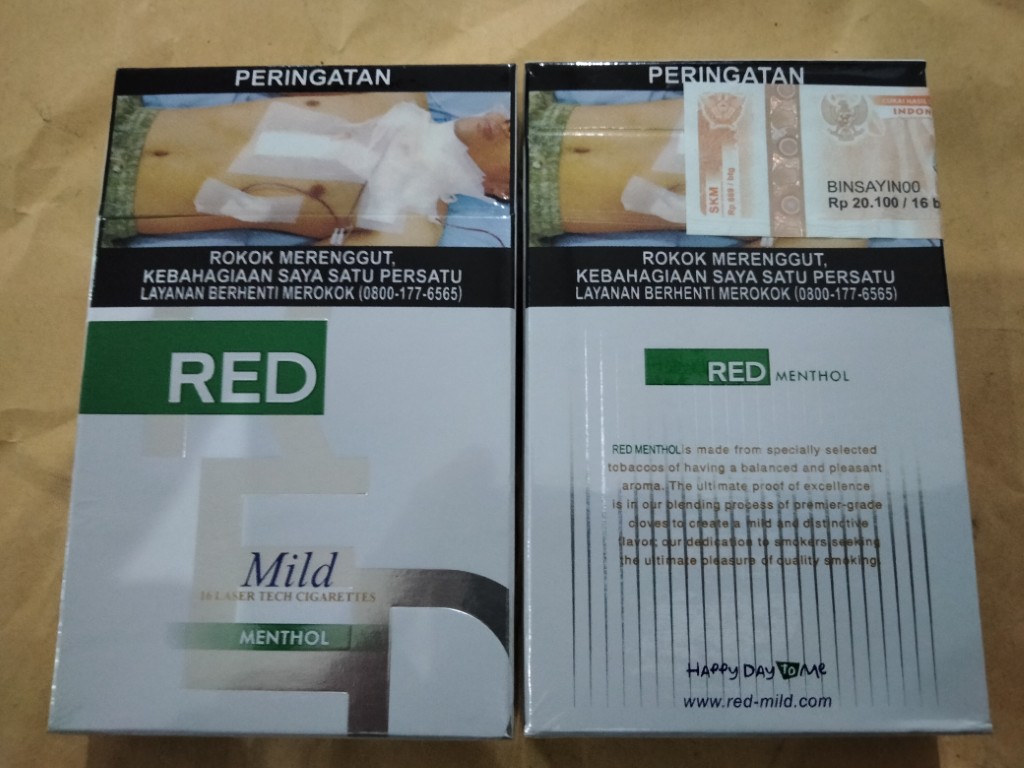 PERINGATAN
ROKOK MERENGGUT,
KEBAHAGIAAN SAYA SATU PERSATU
LAYANAN BERHENTI MEROKOK (0800-177-6565)
RED
Mild
16 LASER TECH CIGARETTES
MENTHOL
PERINGATAN
CUKAI HASIL
INDON
SKM
BINSAYIN00
Rp 20.100 / 16 b
ROKOK MERENGGUT,
KEBAHAGIAAN SAYA SATU PERSATU
LAYANAN BERHENTI MEROKOK (0800-177-6565)
RED MENTHOL
RED MENTHOL is made from specially selected
tobaccos of having a balanced and pleasant
aroma. The ultimate proof of excellence
is in our blending process of premier-grade
cloves to create a mild and distinctive
flavor; our dedication to smokers seeking
the ultimate pleasure of quality smoking.
HAPPY DAY TO ME
www.red-mild.com